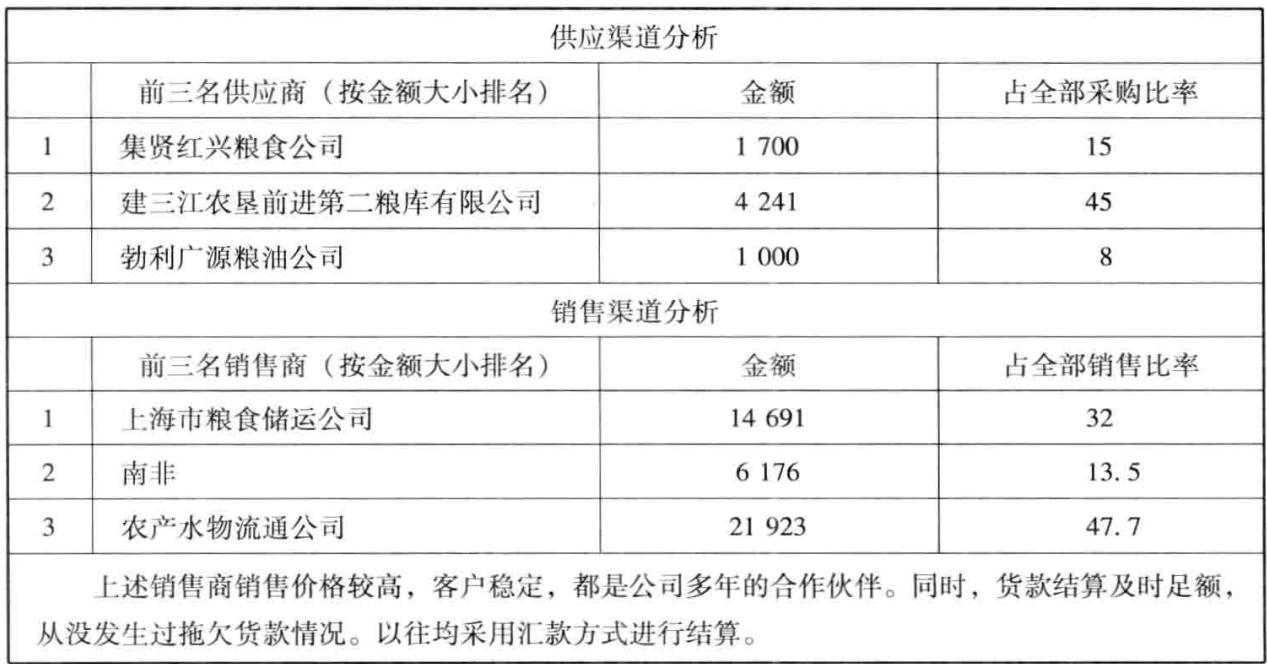 供应渠道分析
前三名供应商（按金额大小排名） 金额 占全部采购比率
1 集贤红兴粮食公司 1 700 15
2 建三江农垦前进第二粮库有限公司 4 241 45
3 勃利广源粮油公司 1 000 8
销售渠道分析
前三名销售商（按金额大小排名） 金额 占全部销售比率
1 上海市粮食储运公司 14 691 32
2 南非 6 176 13.5
3 农产水物流通公司 21 923 47.7
上述销售商销售价格较高，客户稳定，都是公司多年的合作伙伴。同时，货款结算及时足额，
从没发生过拖欠货款情况。以往均采用汇款方式进行结算。